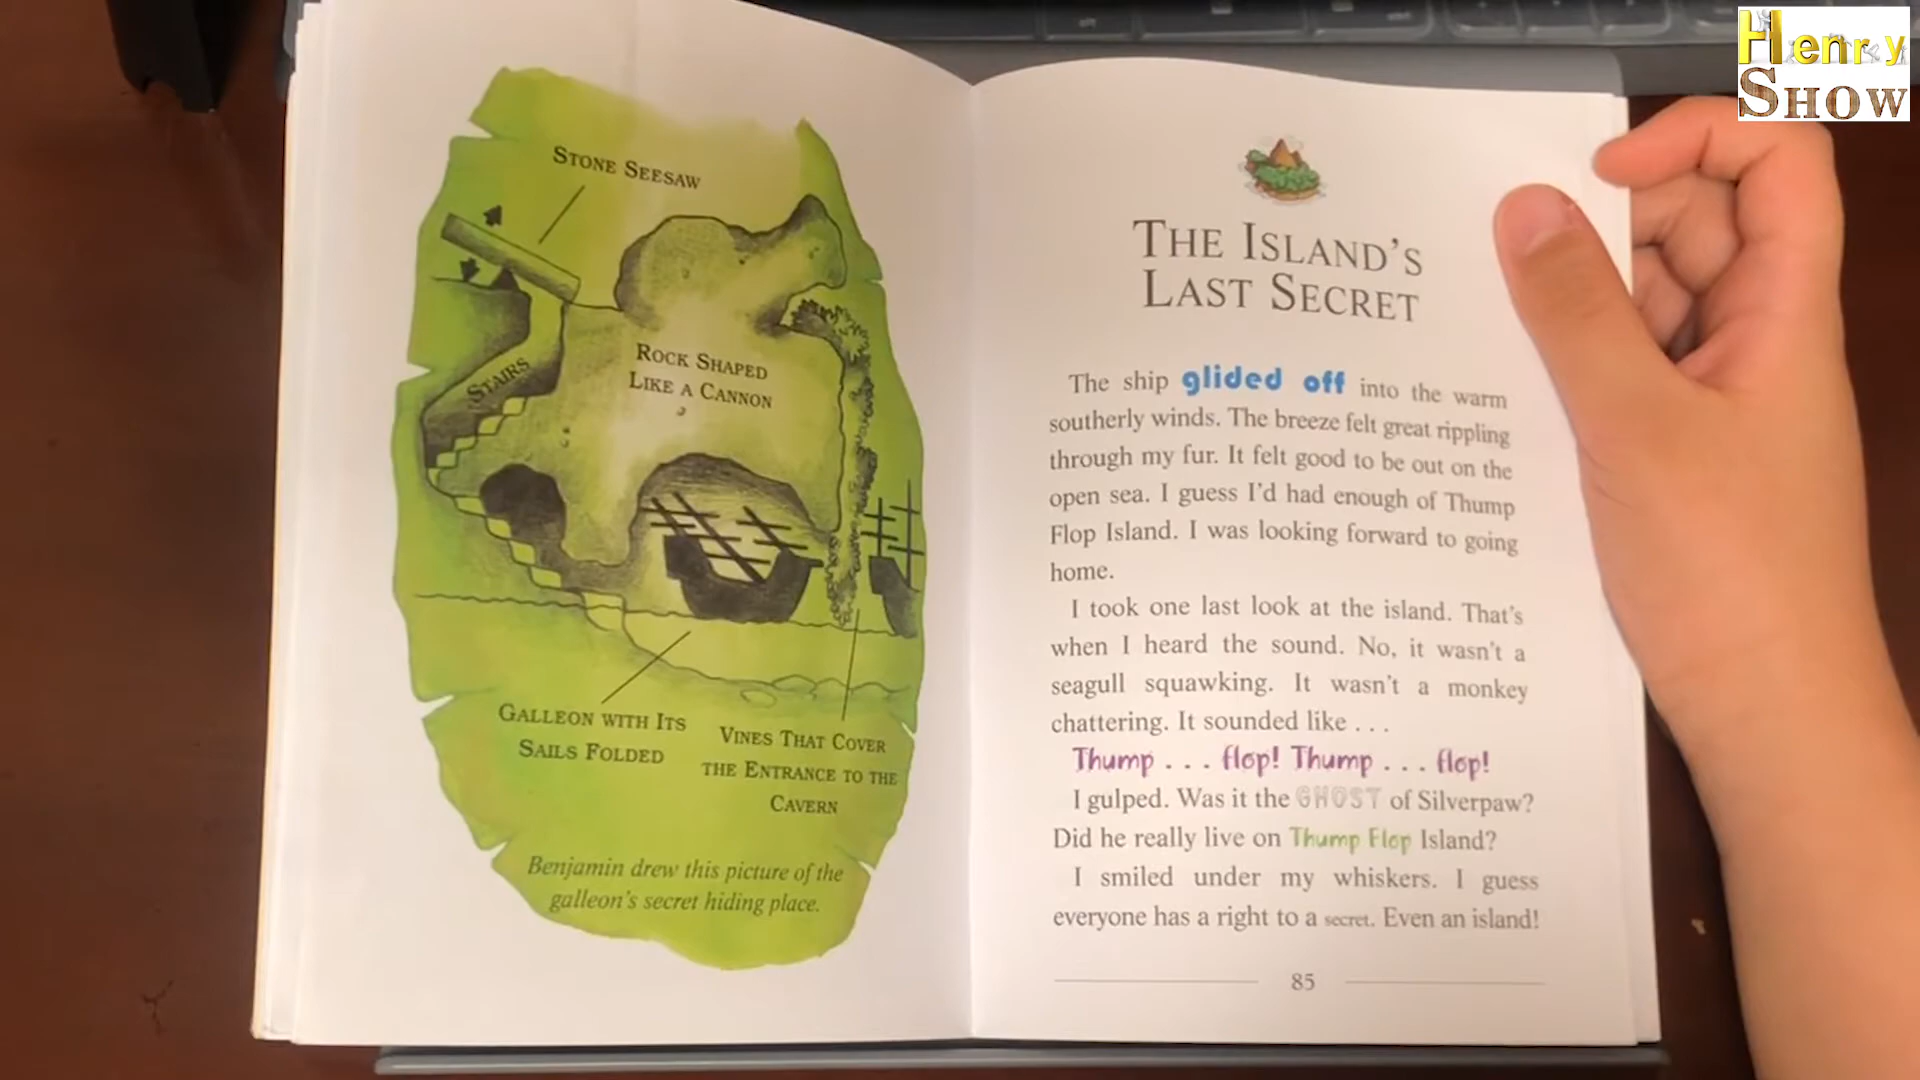 Henry
SHOW
STONE SEESAW
STAIRS
ROCK SHAPED
LIKE A CANNON
GALLEON WITH ITS
SAILS FOLDED
VINES THAT COVER
THE ENTRANCE TO THE
CAVERN
Benjamin drew this picture of the
galleon's secret hiding place.
THE ISLAND'S
LAST SECRET
The ship glided off into the warm
southerly winds. The breeze felt great rippling
through my fur. It felt good to be out on the
open sea. I guess I'd had enough of Thump
Flop Island. I was looking forward to going
home.
I took one last look at the island. That's
when I heard the sound. No, it wasn't a
seagull squawking. It wasn't a monkey
chattering. It sounded like . . .
Thump . . . flop! Thump . . . flop!
I gulped. Was it the GHOST of Silverpaw?
Did he really live on Thump Flop Island?
I smiled under my whiskers. I guess
everyone has a right to a secret. Even an island!
85